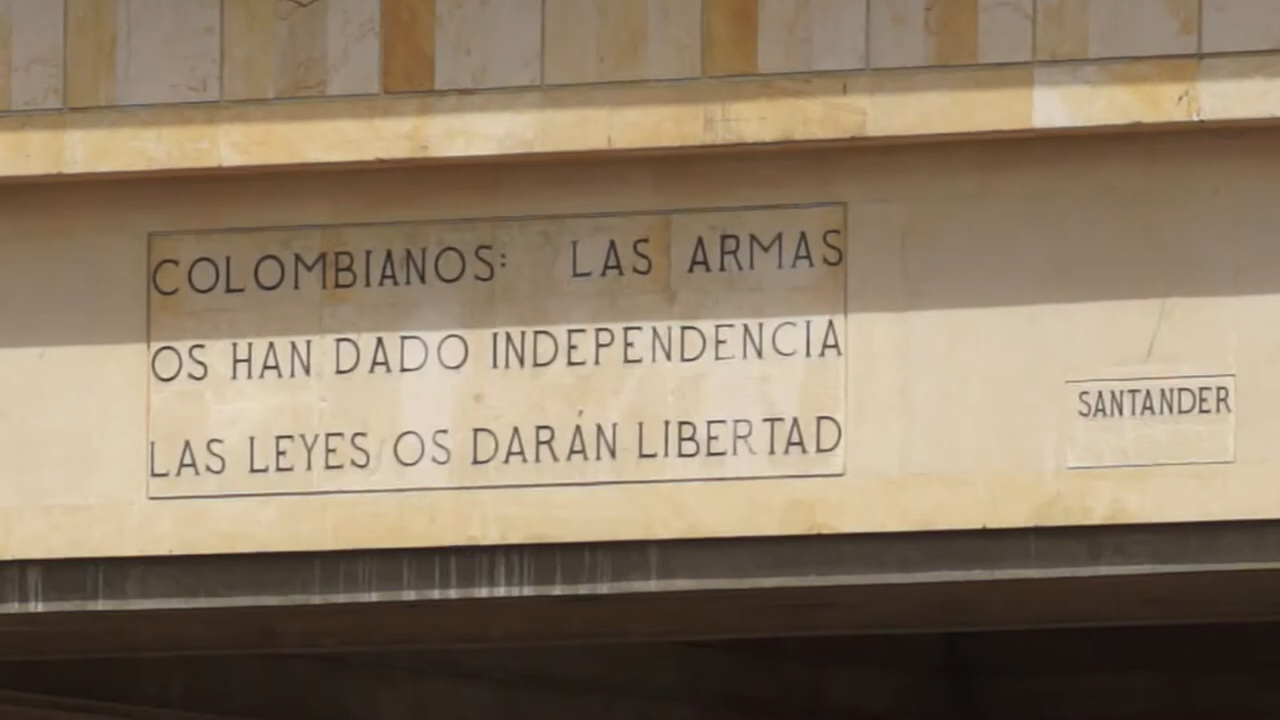 COLOMBIANOS: LAS ARMAS
OS HAN DADO INDEPENDENCIA
LAS LEYES OS DARÁN LIBERTAD
SANTANDER